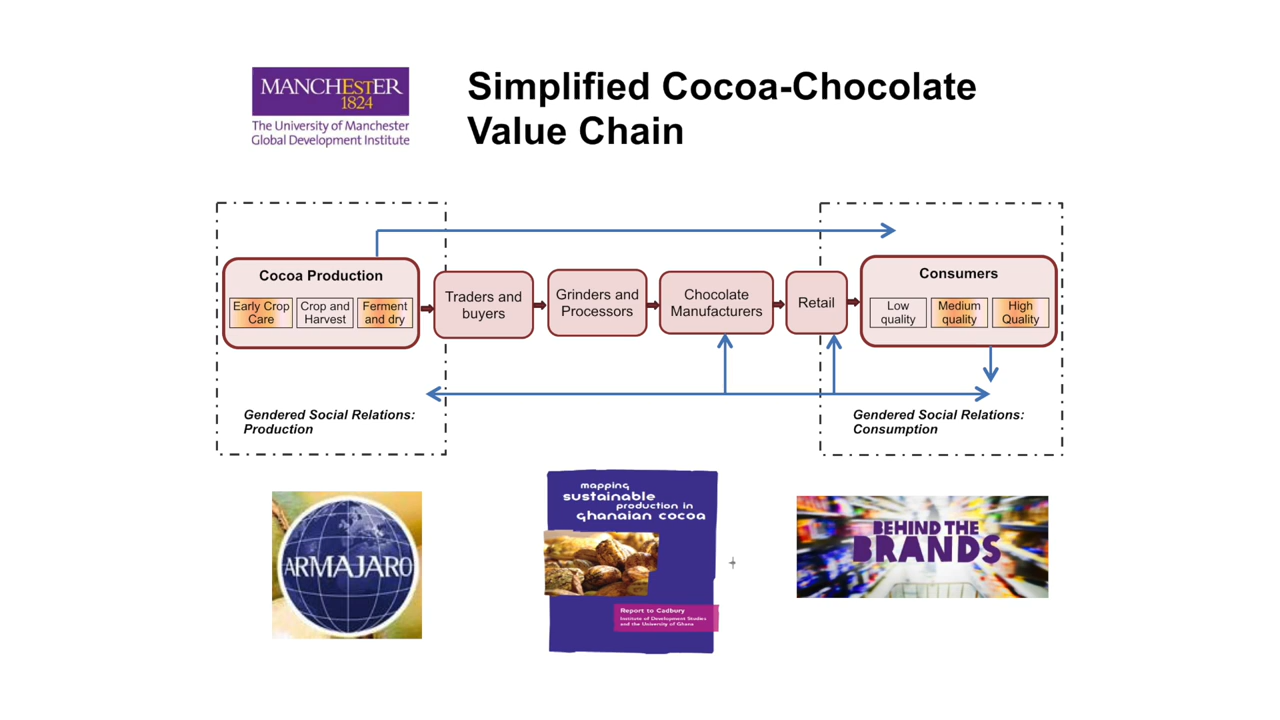 MANCHESTER
1824
The University of Manchester
Global Development Institute
Simplified Cocoa-Chocolate
Value Chain
Cocoa Production
Early Crop
Care
Crop and
Harvest
Ferment
and dry
Traders and
buyers
Grinders and
Processors
Chocolate
Manufacturers
Retail
Consumers
Low
quality
Medium
quality
High
Quality
Gendered Social Relations:
Production
Gendered Social Relations:
Consumption
ARMAJARO
mapping
sustainable
production in
ghanaian cocoa
Report to Cadbury
Institute of Development Studies
and the University of Ghana
BEHIND THE
BRANDS